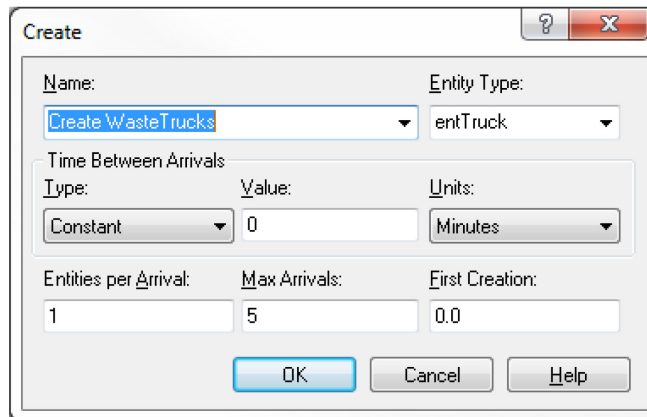 Create
Name: Entity Type:
Create WasteTrucks entTruck
Time Between Arrivals
Type: Value: Units:
Constant 0 Minutes
Entities per Arrival: Max Arrivals: First Creation:
1 5 0.0
OK Cancel Help